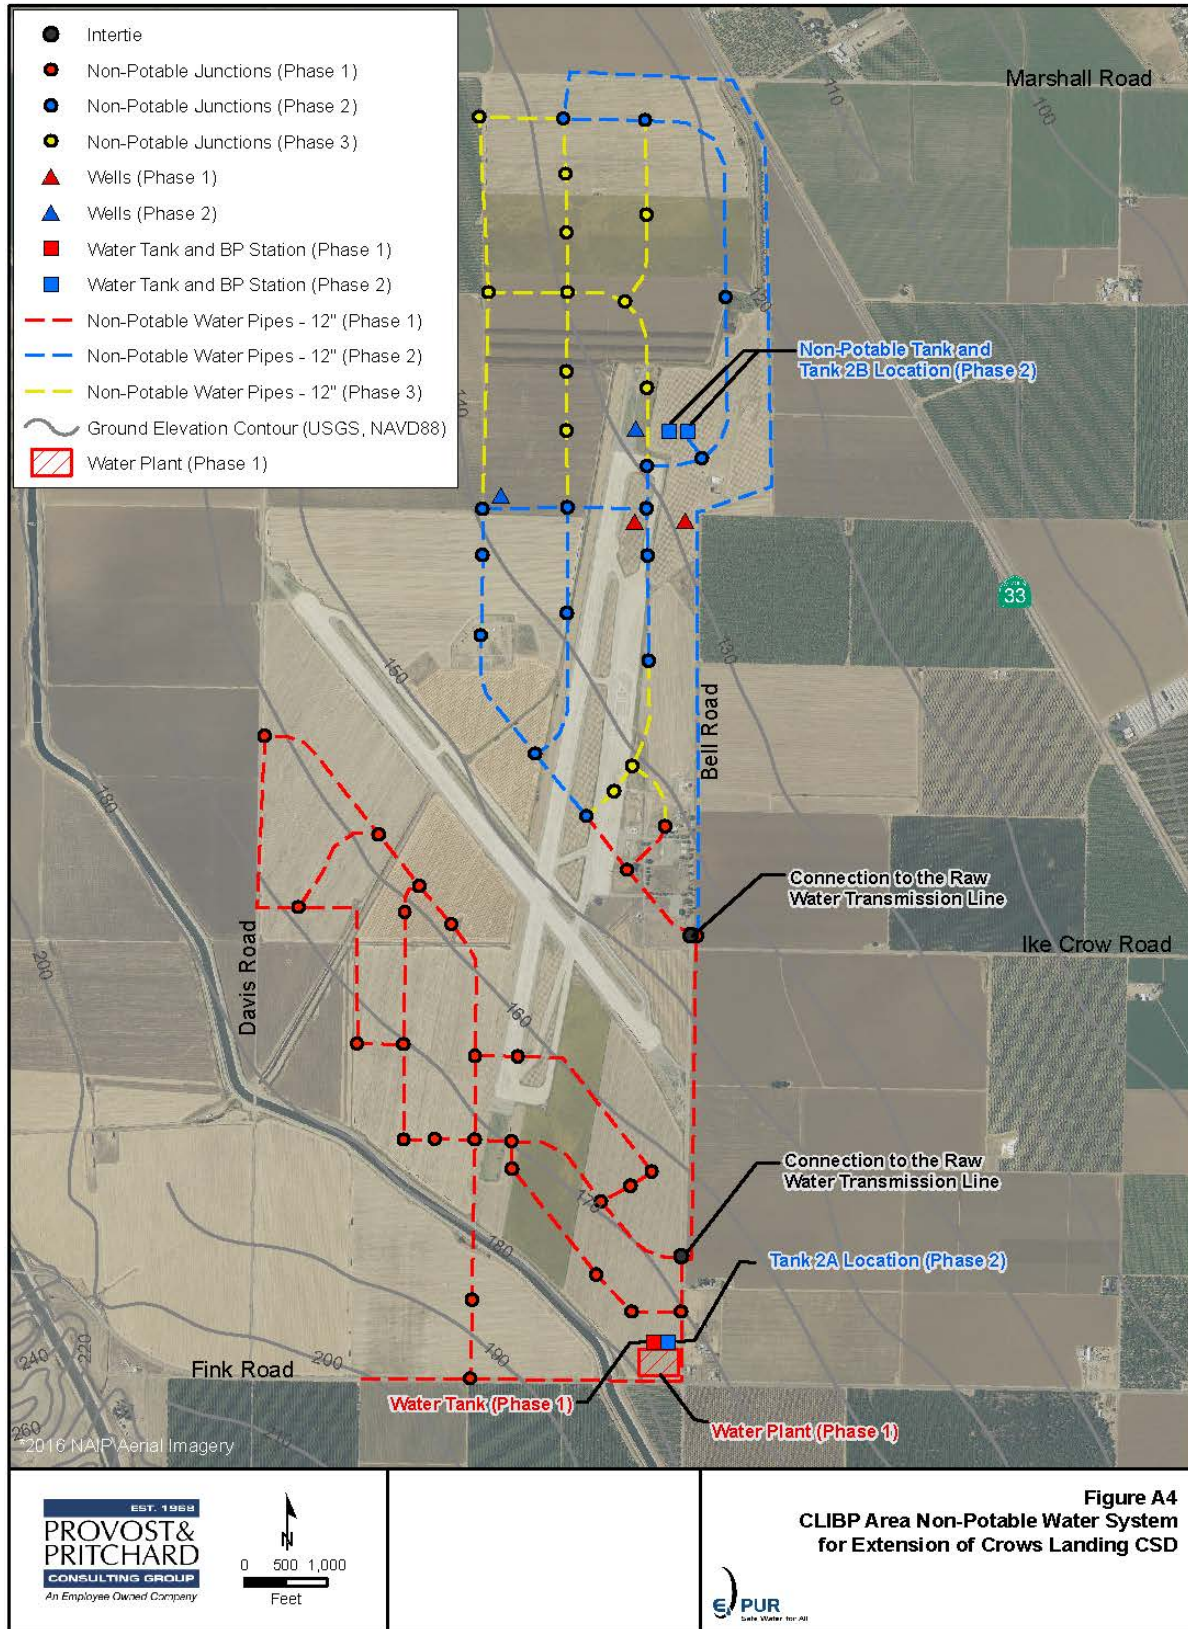 Intertie
Non-Potable Junctions (Phase 1)
Non-Potable Junctions (Phase 2)
Non-Potable Junctions (Phase 3)
Wells (Phase 1)
Wells (Phase 2)
Water Tank and BP Station (Phase 1)
Water Tank and BP Station (Phase 2)
Non-Potable Water Pipes - 12" (Phase 1)
Non-Potable Water Pipes - 12" (Phase 2)
Non-Potable Water Pipes - 12" (Phase 3)
Ground Elevation Contour (USGS, NAVD88)
Water Plant (Phase 1)
Marshall Road
110
100
120
Non-Potable Tank and
Tank 2B Location (Phase 2)
140
33
130
150
Bell Road
180
Connection to the Raw
Water Transmission Line
Ike Crow Road
200
Davis Road
160
Connection to the Raw
Water Transmission Line
170
180
Tank 2A Location (Phase 2)
190
200
Fink Road
240
220
260
Water Tank (Phase 1)
Water Plant (Phase 1)
*2016 NAIP Aerial Imagery
EST. 1968
PROVOST&
PRITCHARD
CONSULTING GROUP
An Employee Owned Company
N
0 500 1,000
Feet
Figure A4
CLIBP Area Non-Potable Water System
for Extension of Crows Landing CSD
PUR
Safe Water for All